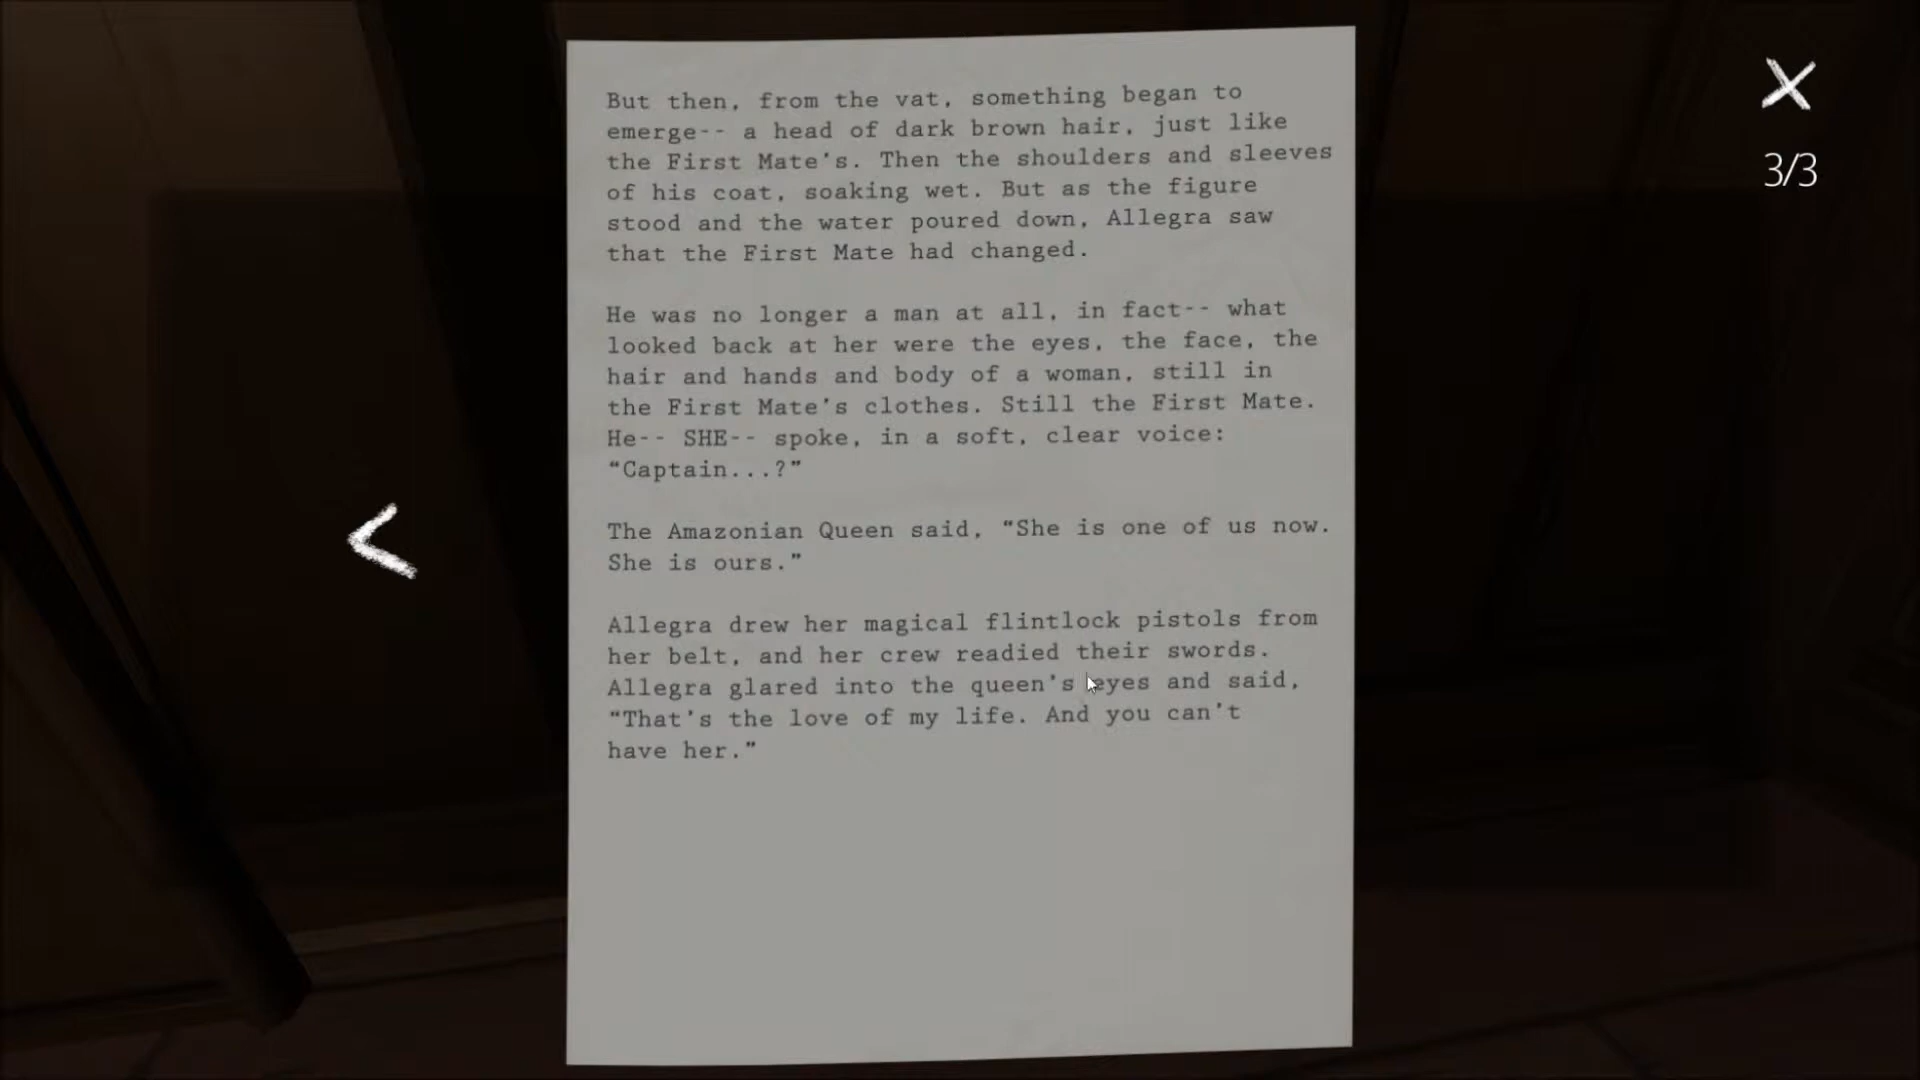 But then, from the vat, something began to
emerge-- a head of dark brown hair, just like
the First Mate's. Then the shoulders and sleeves
of his coat, soaking wet. But as the figure
stood and the water poured down, Allegra saw
that the First Mate had changed.
He was no longer a man at all, in fact-- what
looked back at her were the eyes, the face, the
hair and hands and body of a woman, still in
the First Mate's clothes. Still the First Mate.
He-- SHE-- spoke, in a soft, clear voice:
“Captain...?”
The Amazonian Queen said, “She is one of us now.
She is ours.”
Allegra drew her magical flintlock pistols from
her belt, and her crew readied their swords.
Allegra glared into the queen's eyes and said,
“That's the love of my life. And you can't
have her.”
3/3